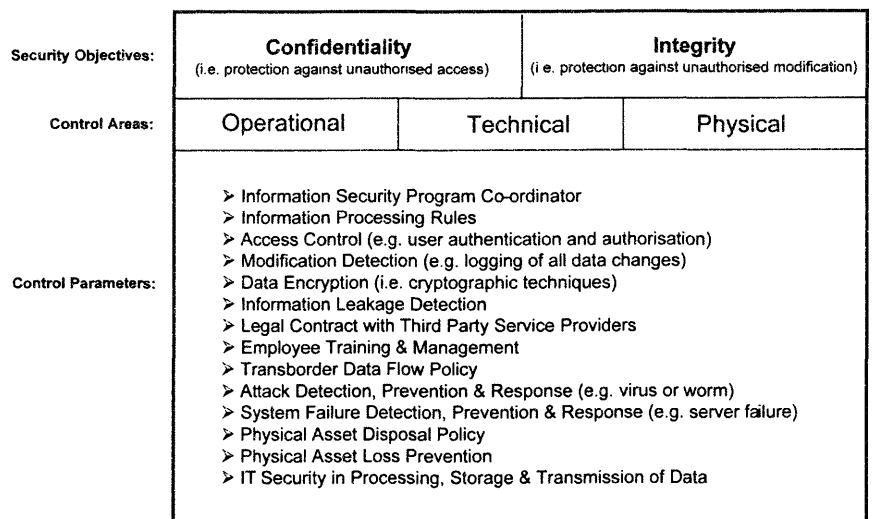 Security Objectives:
Confidentiality
(i.e. protection against unauthorised access)
Integrity
(i e. protection against unauthorised modification)
Control Areas:
Operational
Technical
Physical
Control Parameters:
➢ Information Security Program Co-ordinator
➢ Information Processing Rules
➢ Access Control (e.g. user authentication and authorisation)
➢ Modification Detection (e.g. logging of all data changes)
➢ Data Encryption (i.e. cryptographic techniques)
➢ Information Leakage Detection
➢ Legal Contract with Third Party Service Providers
➢ Employee Training & Management
➢ Transborder Data Flow Policy
➢ Attack Detection, Prevention & Response (e.g. virus or worm)
➢ System Failure Detection, Prevention & Response (e.g. server failure)
➢ Physical Asset Disposal Policy
➢ Physical Asset Loss Prevention
➢ IT Security in Processing, Storage & Transmission of Data